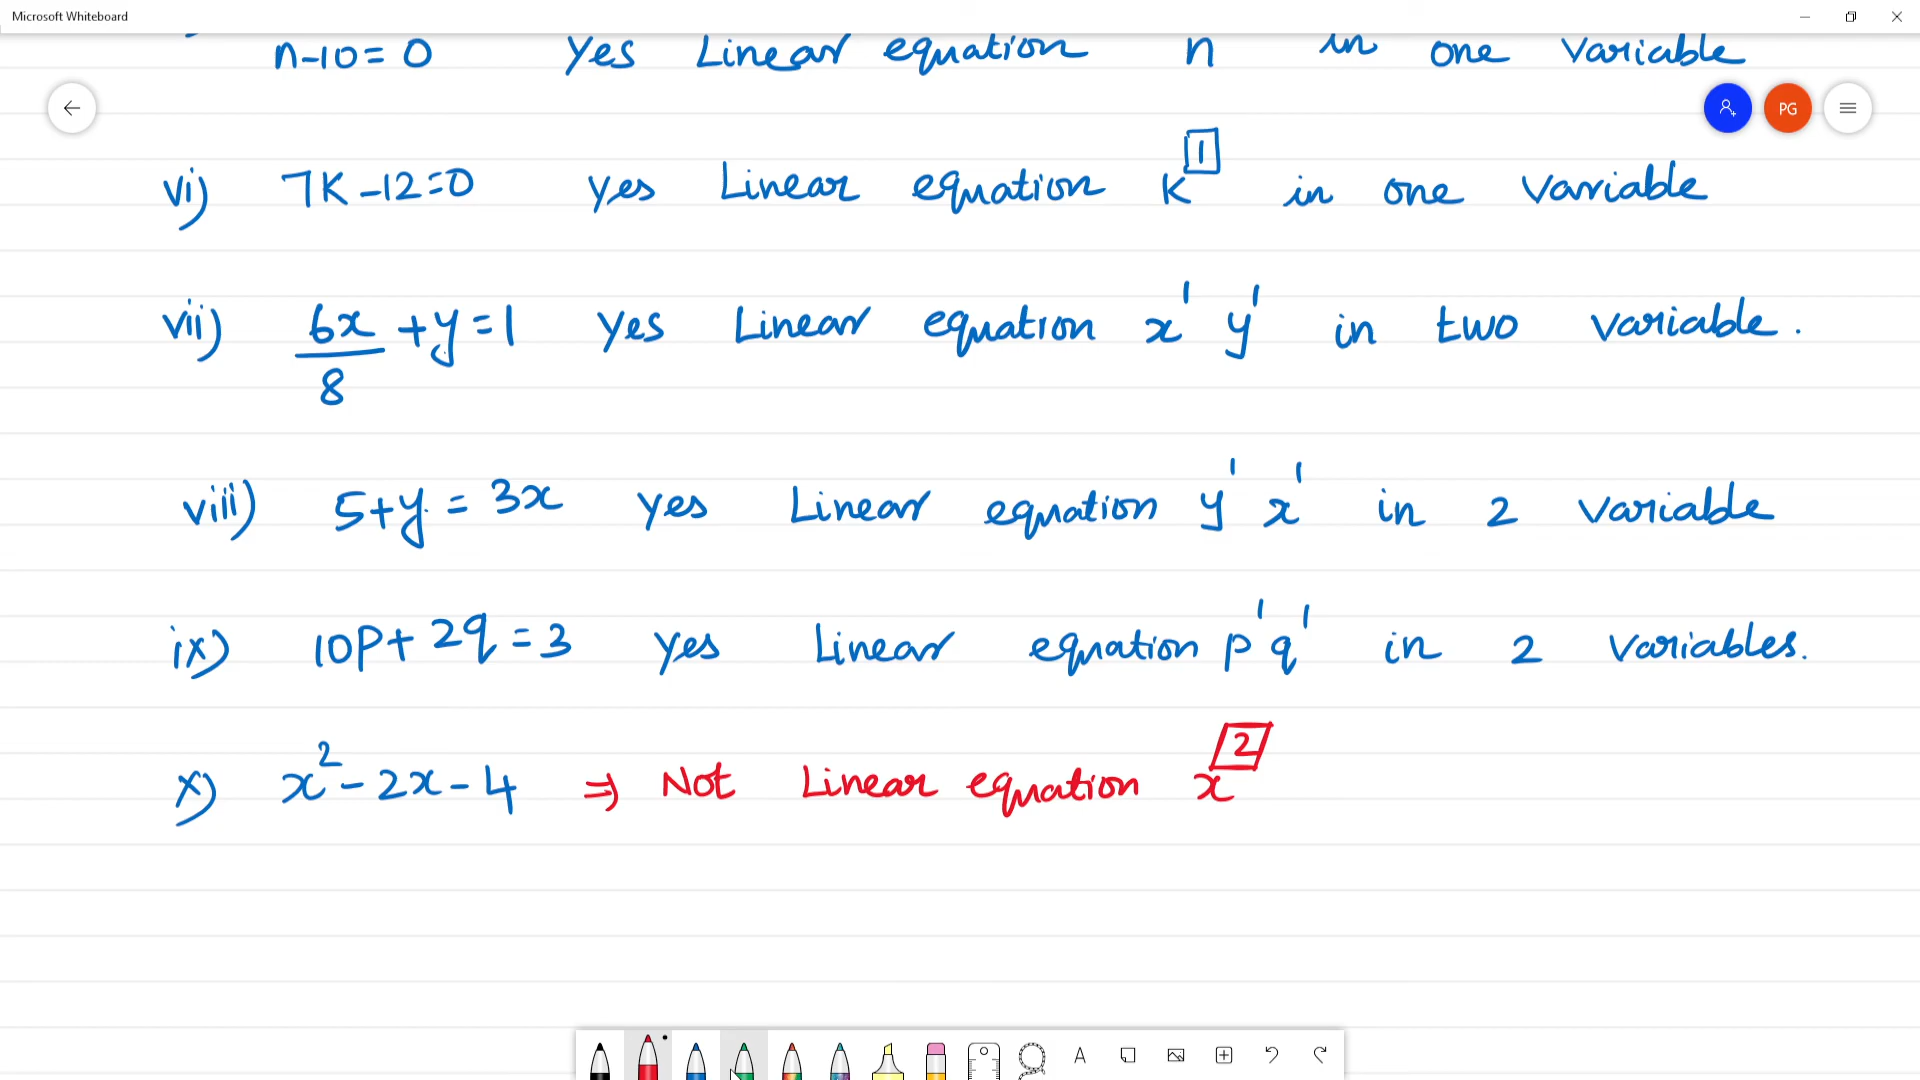 Microsoft Whiteboard
n-10=0 yes Linear equation n in one variable
PG
vi) 7K-12=0 yes Linear equation K^1 in one variable
vii) 6x/8 +y=1 yes Linear equation x' y' in two variable.
viii) 5+y=3x yes Linear equation y' x' in 2 variable
ix) 10p+2q=3 yes Linear equation p'q' in 2 variables.
x) x²-2x-4 ⇒ Not Linear equation x²
A